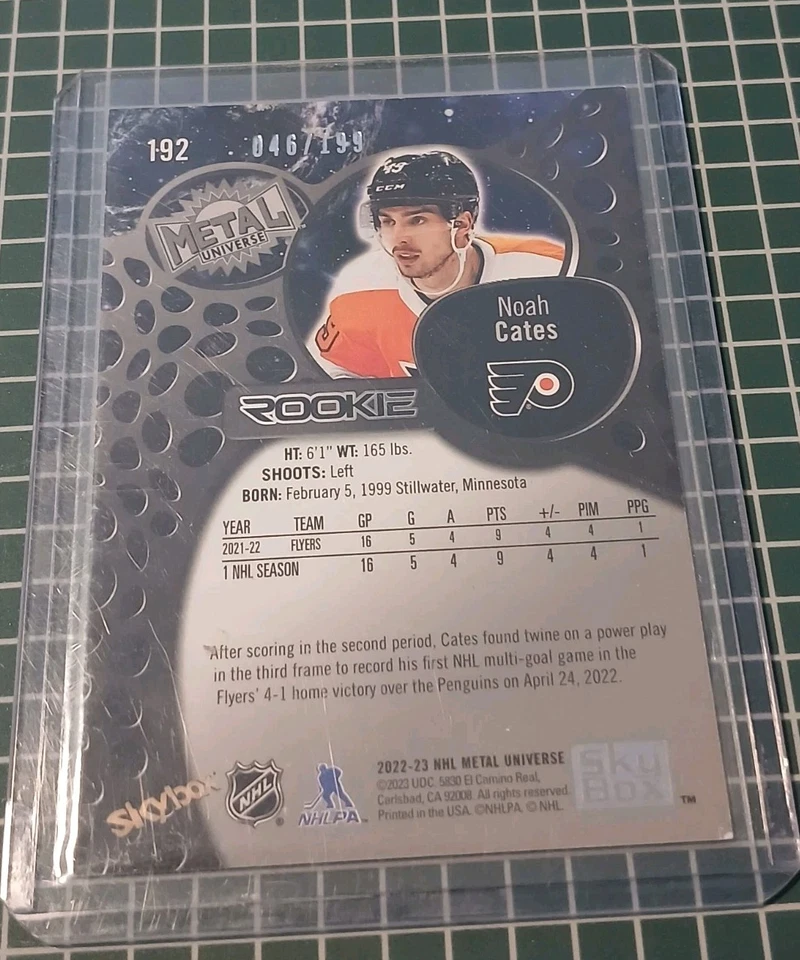 192 046/199
METAL
UNIVERSE
49
CCM
Noah
Cates
ROOKIE
HT: 6'1" WT: 165 lbs.
SHOOTS: Left
BORN: February 5, 1999 Stillwater, Minnesota
YEAR TEAM GP G A PTS +/- PIM PPG
2021-22 FLYERS 16 5 4 9 4 4 1
1 NHL SEASON 16 5 4 9 4 4 1
After scoring in the second period, Cates found twine on a power play
in the third frame to record his first NHL multi-goal game in the
Flyers' 4-1 home victory over the Penguins on April 24, 2022.
skybox
NHL
NHLPA
2022-23 NHL METAL UNIVERSE
©2023 UDC. 5830 El Camino Real,
Carlsbad, CA 92008. All rights reserved.
Printed in the USA. ©NHLPA. © NHL.
Sky
Box
™